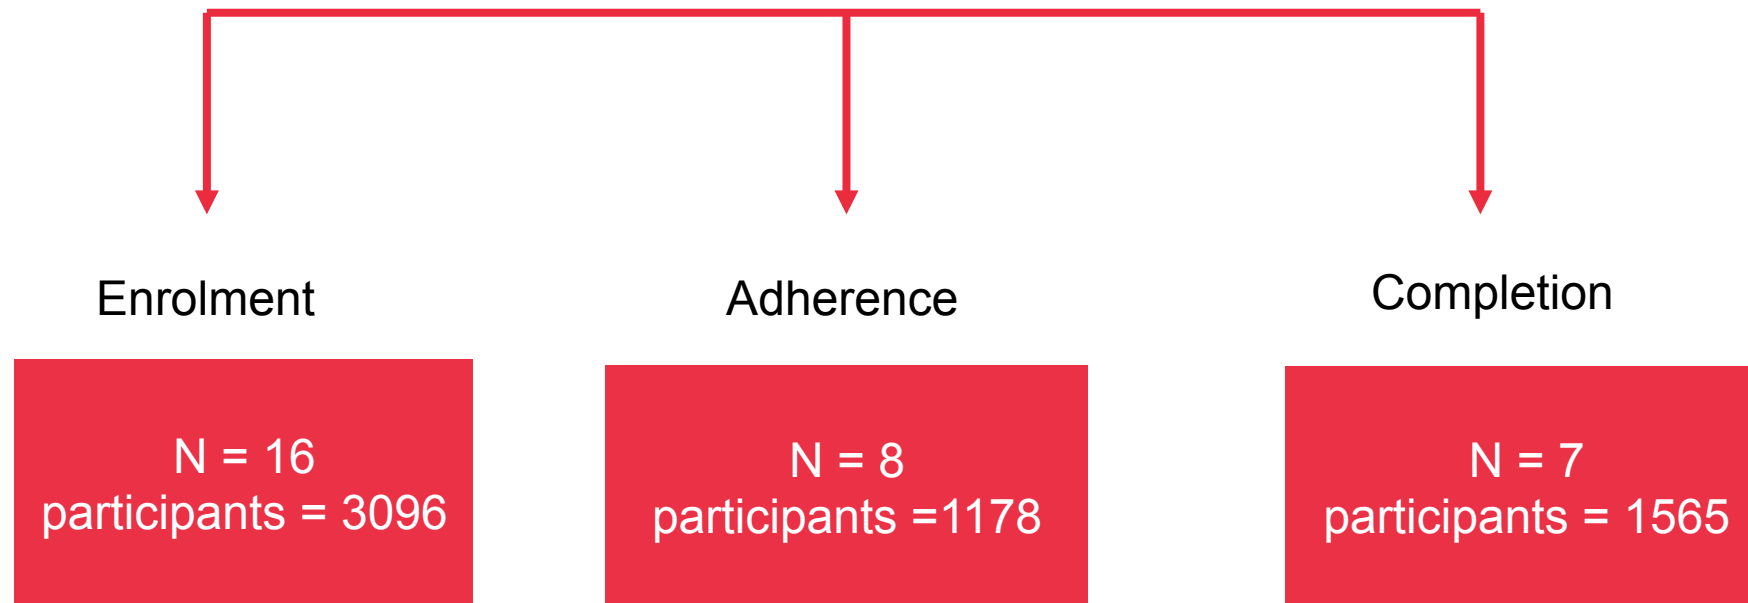 Enrolment
N = 16
participants = 3096
Adherence
N = 8
participants =1178
Completion
N = 7
participants = 1565